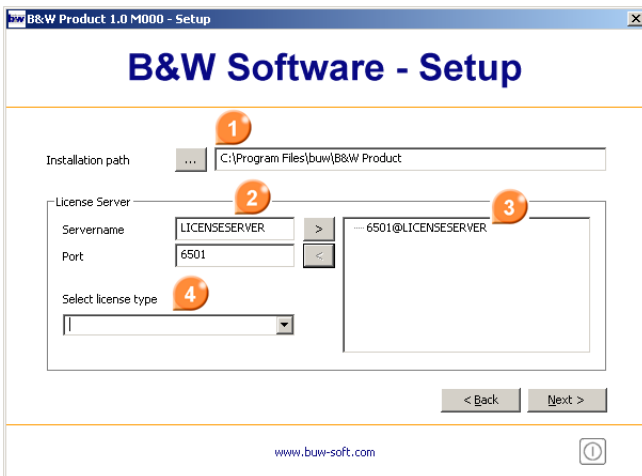 bw B&W Product 1.0 M000 - Setup
B&W Software - Setup
1
Installation path ... C:\Program Files\buw\B&W Product
License Server 2 3
Servername LICENSESERVER > 6501@LICENSESERVER
Port 6501 <
4
Select license type
< Back Next >
www.buw-soft.com